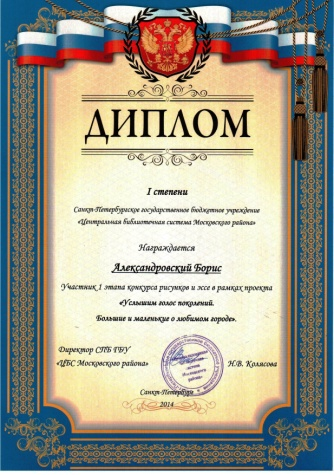 ДИПЛОМ
I степени
Санкт-Петербургское государственное бюджетное учреждение
«Центральная библиотечная система Московского района»
Награждается
Александровский Борис
Участник 1 этапа конкурса рисунков и эссе в рамках проекта
«Услышим голос поколений.
Большие и маленькие о любимом городе».
Директор СПб ГБУ
«ЦБС Московского района»
Н.В. Колясова
Санкт-Петербург
2014